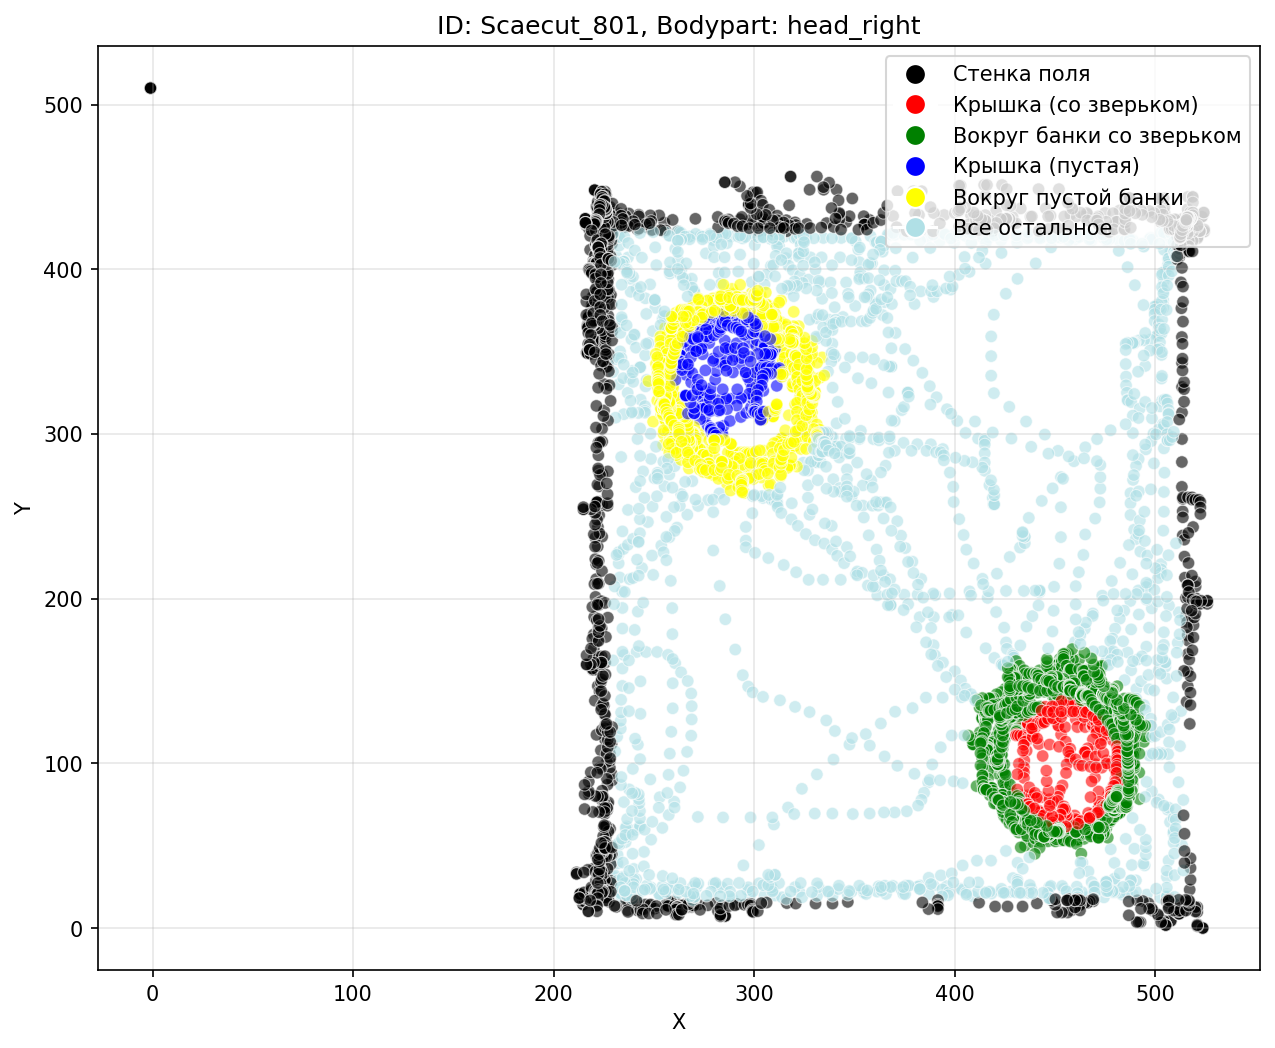 ID: Scaecut_801, Bodypart: head_right
Стенка поля
Крышка (со зверьком)
Вокруг банки со зверьком
Крышка (пустая)
Вокруг пустой банки
Все остальное
500
400
300
200
100
0
Y
0 100 200 300 400 500
X